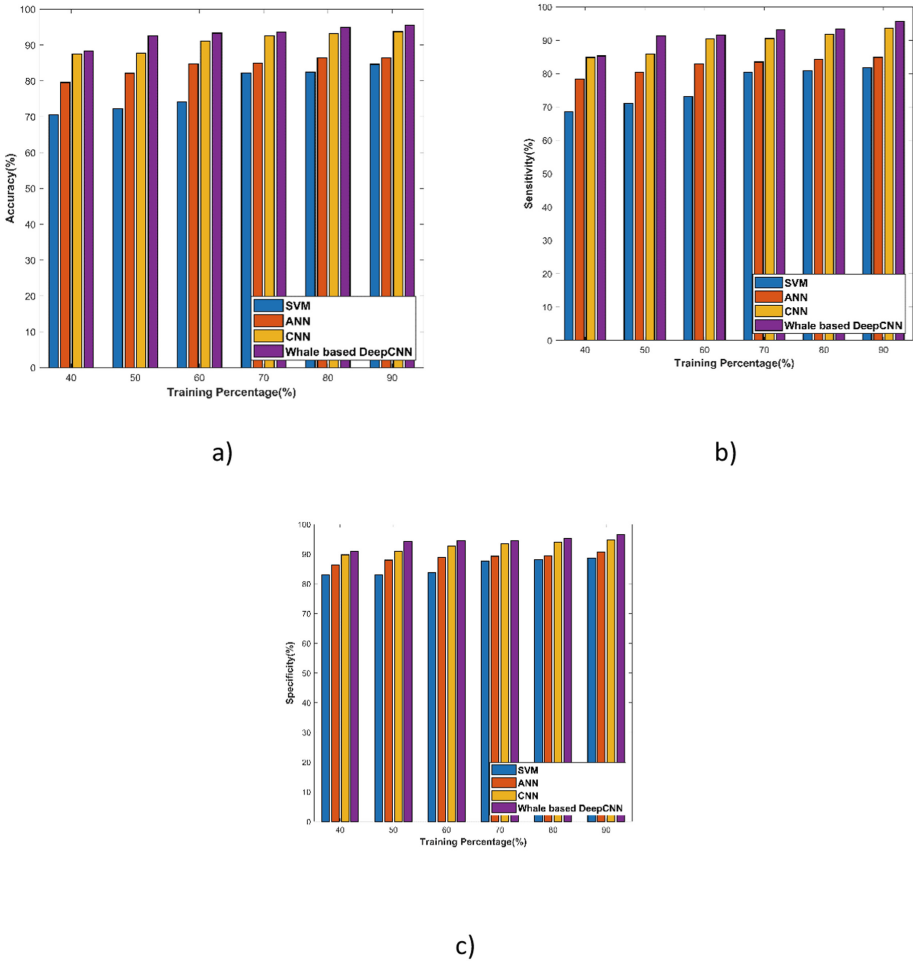 100
90
80
70
60
50
40
30
20
10
0
Accuracy(%)
SVM
ANN
CNN
Whale based DeepCNN
40 50 60 70 80 90
Training Percentage(%)
a)
100
90
80
70
60
50
40
30
20
10
0
Sensitivity(%)
SVM
ANN
CNN
Whale based DeepCNN
40 50 60 70 80 90
Training Percentage(%)
b)
100
90
80
70
60
50
40
30
20
10
0
Specificity(%)
SVM
ANN
CNN
Whale based DeepCNN
40 50 60 70 80 90
Training Percentage(%)
c)